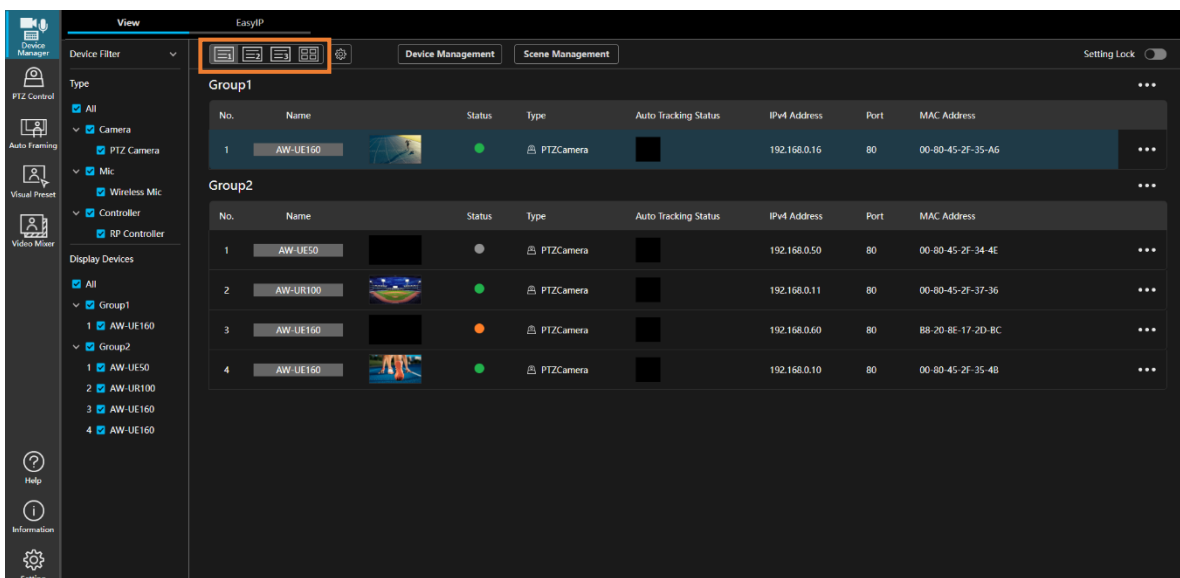 View
EasyIP
Device Manager
PTZ Control
Auto Framing
Visual Preset
Video Mixer
Help
Information
Setting
Device Filter
Type
All
Camera
PTZ Camera
Mic
Wireless Mic
Controller
RP Controller
Display Devices
All
Group1
1 AW-UE160
Group2
1 AW-UE50
2 AW-UR100
3 AW-UE160
4 AW-UE160
1 2 3
Device Management
Scene Management
Setting Lock
Group1
No. Name Status Type Auto Tracking Status IPv4 Address Port MAC Address
1 AW-UE160 PTZCamera 192.168.0.16 80 00-80-45-2F-35-A6
Group2
No. Name Status Type Auto Tracking Status IPv4 Address Port MAC Address
1 AW-UE50 PTZCamera 192.168.0.50 80 00-80-45-2F-34-4E
2 AW-UR100 PTZCamera 192.168.0.11 80 00-80-45-2F-37-36
3 AW-UE160 PTZCamera 192.168.0.60 80 B8-20-8E-17-2D-BC
4 AW-UE160 PTZCamera 192.168.0.10 80 00-80-45-2F-35-4B